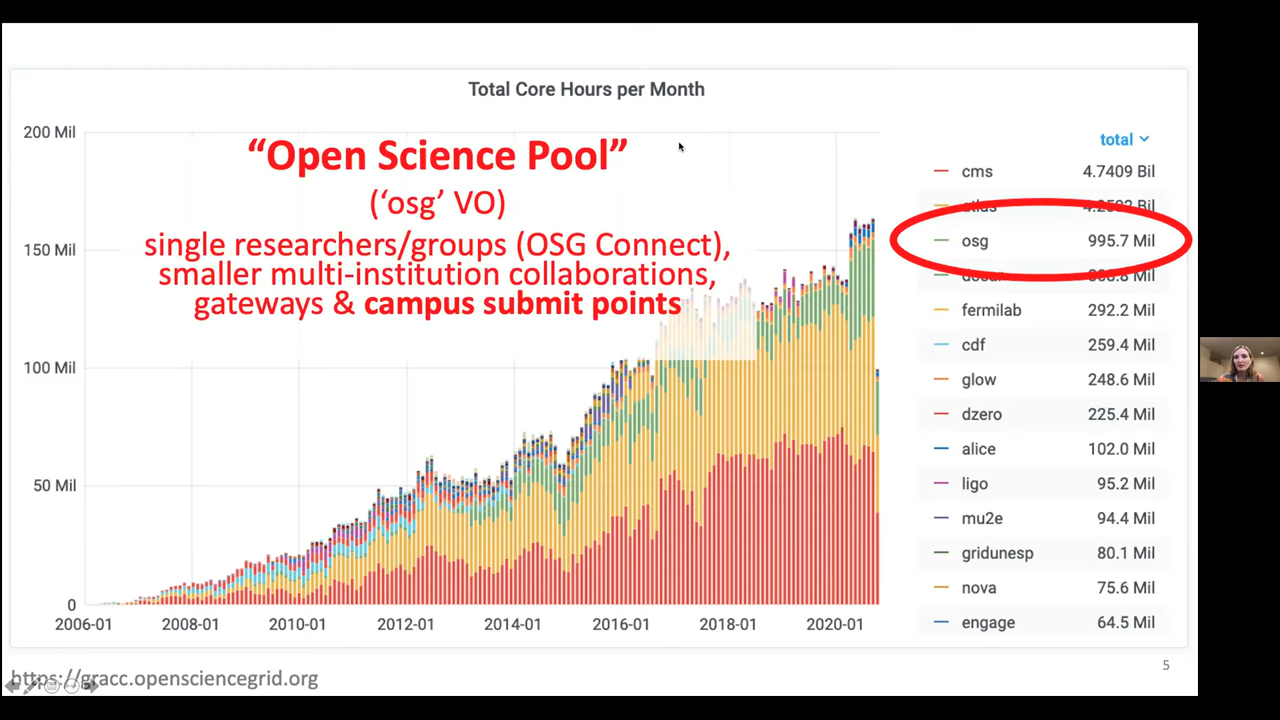 Total Core Hours per Month
“Open Science Pool”
(‘osg’ VO)
single researchers/groups (OSG Connect),
smaller multi-institution collaborations,
gateways & campus submit points
200 Mil
150 Mil
100 Mil
50 Mil
0
2006-01 2008-01 2010-01 2012-01 2014-01 2016-01 2018-01 2020-01
total
cms 4.7409 Bil
atlas Bil
osg 995.7 Mil
Mil
fermilab 292.2 Mil
cdf 259.4 Mil
glow 248.6 Mil
dzero 225.4 Mil
alice 102.0 Mil
ligo 95.2 Mil
mu2e 94.4 Mil
gridunesp 80.1 Mil
nova 75.6 Mil
engage 64.5 Mil
https://gracc.opensciencegrid.org
5